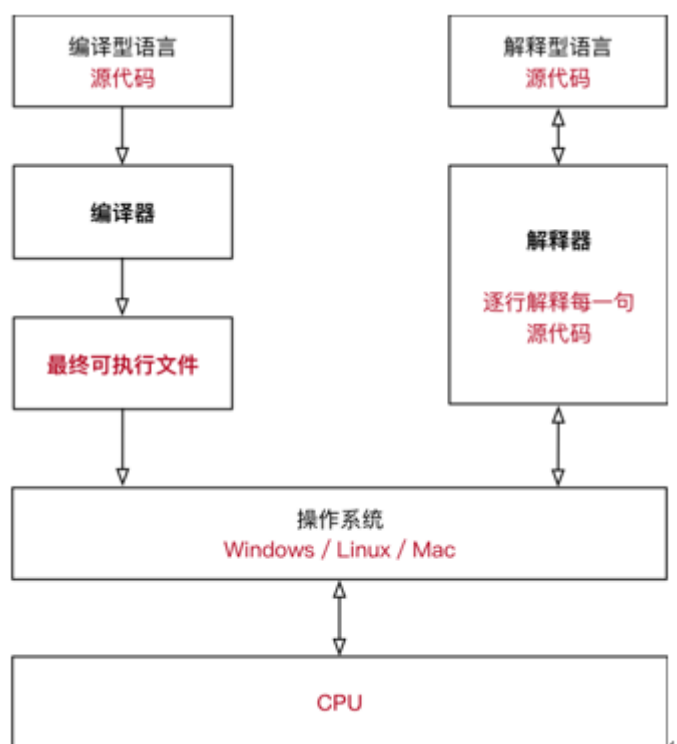 编译型语言
源代码
解释型语言
源代码
编译器
解释器
逐行解释每一句
源代码
最终可执行文件
操作系统
Windows / Linux / Mac
CPU